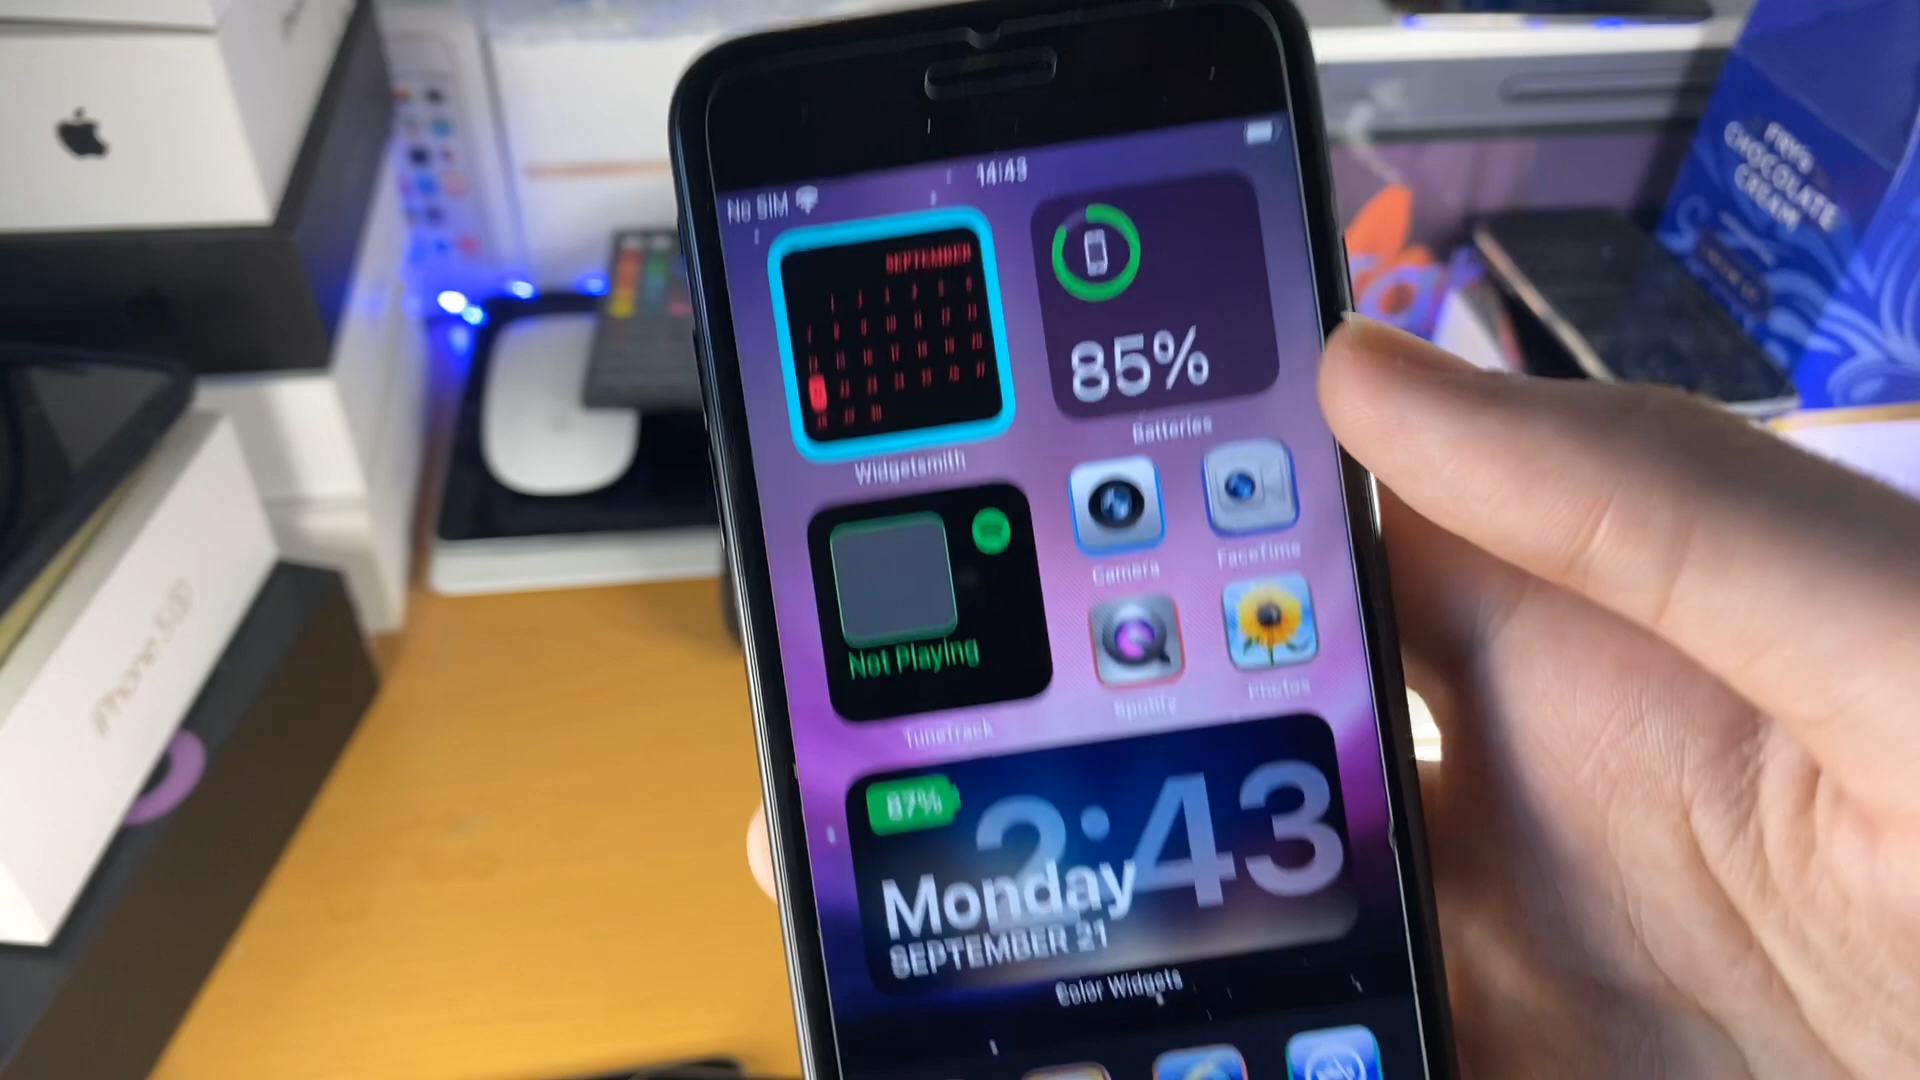 No SIM
14:43
SEPTEMBER
85%
Widgetsmith
Batteries
Camera
FaceTime
Not Playing
TuneTrack
Spotify
Photos
87%
2:43
Monday
SEPTEMBER 21
Color Widgets
iPhone 5S
FRY'S
CHOCOLATE
CREAM